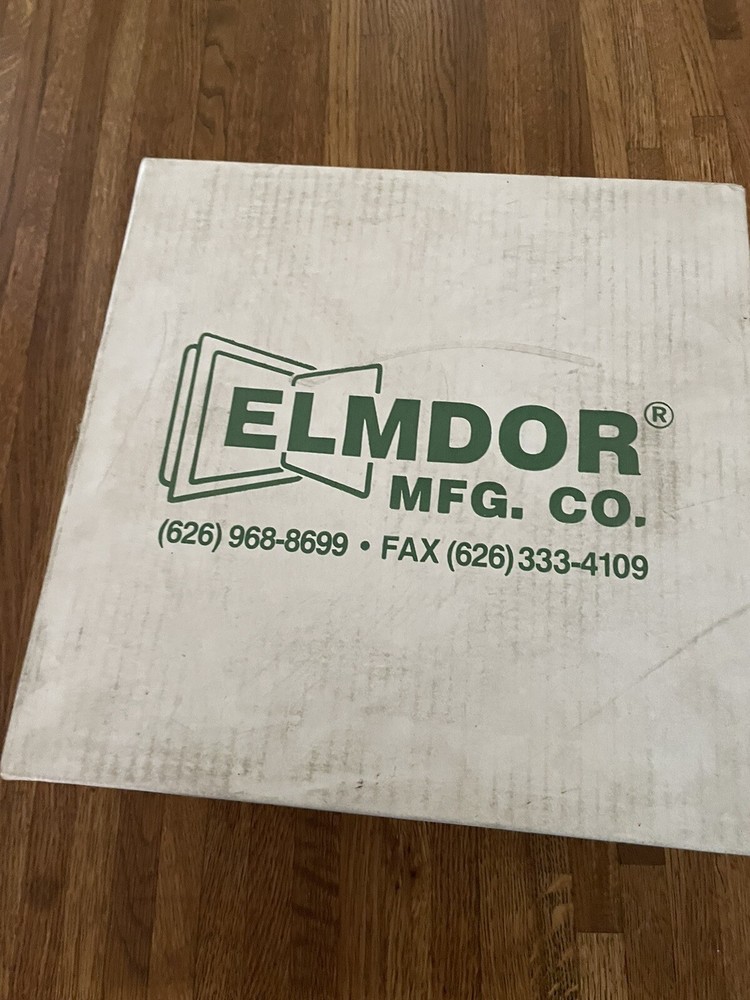 ELMDOR®
MFG. CO.
(626) 968-8699 • FAX (626) 333-4109